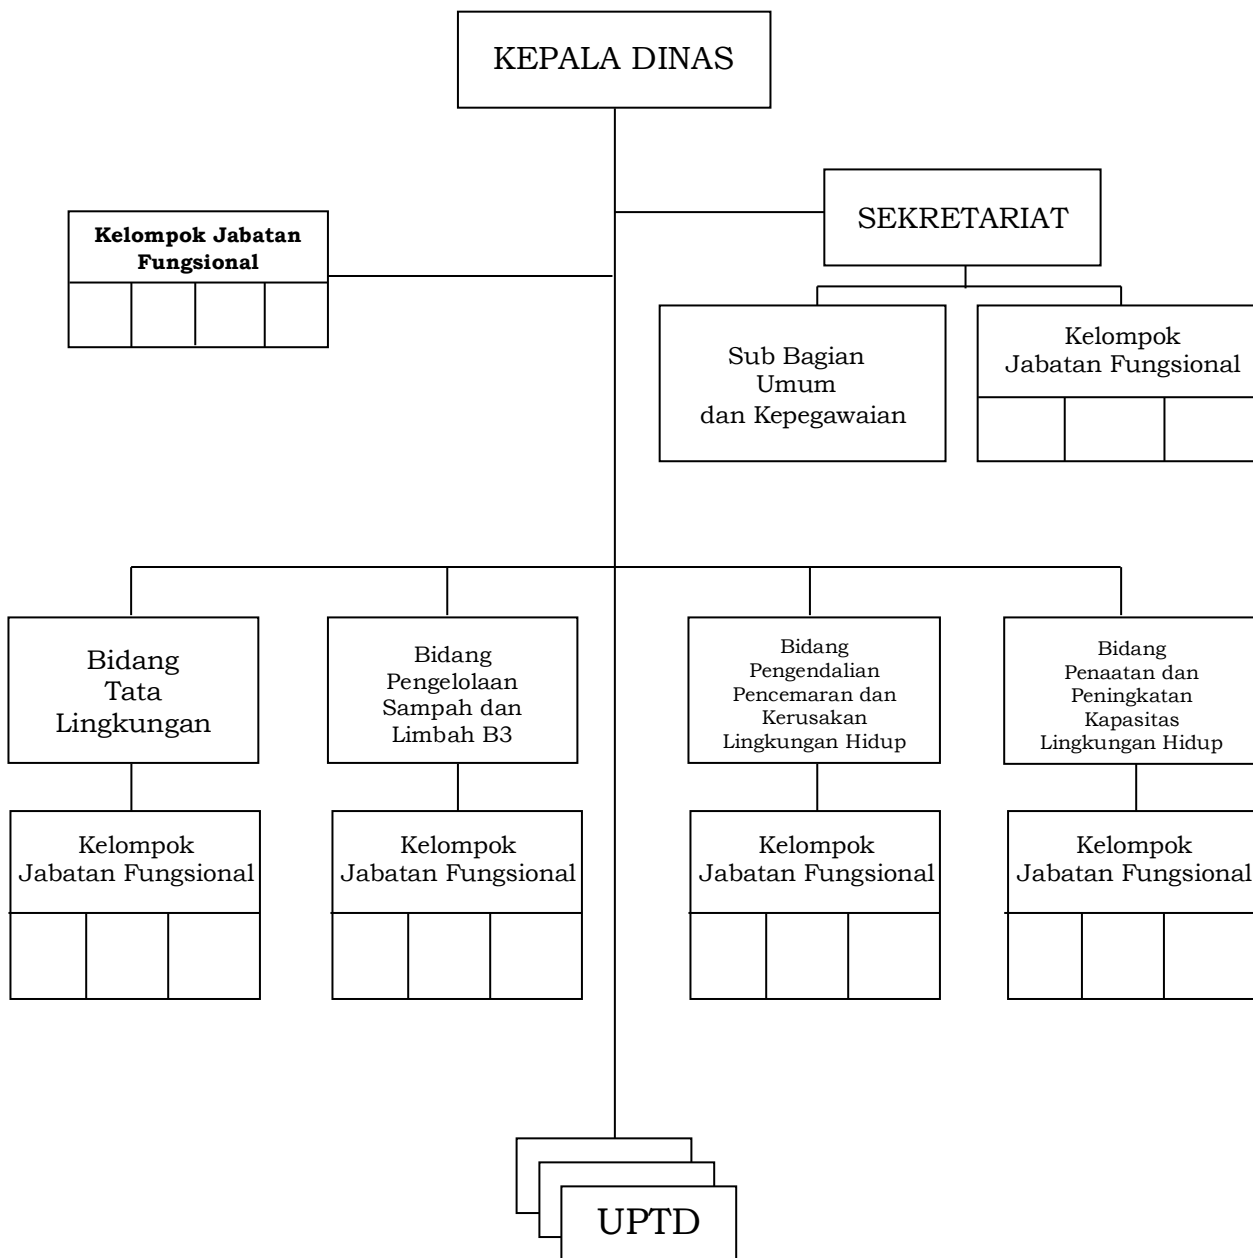 KEPALA DINAS
SEKRETARIAT
Kelompok Jabatan
Fungsional
Sub Bagian
Umum
dan Kepegawaian
Kelompok
Jabatan Fungsional
Bidang
Tata
Lingkungan
Bidang
Pengelolaan
Sampah dan
Limbah B3
Bidang
Pengendalian
Pencemaran dan
Kerusakan
Lingkungan Hidup
Bidang
Penaatan dan
Peningkatan
Kapasitas
Lingkungan Hidup
Kelompok
Jabatan Fungsional
Kelompok
Jabatan Fungsional
Kelompok
Jabatan Fungsional
Kelompok
Jabatan Fungsional
UPTD